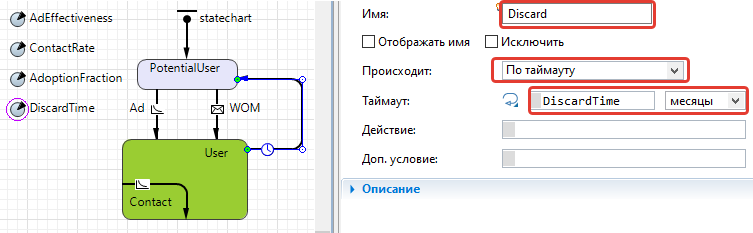 AdEffectiveness
statechart
ContactRate
AdoptionFraction
PotentialUser
DiscardTime
Ad
WOM
User
Contact
Имя:
Discard
Отображать имя
Исключить
Происходит:
По таймауту
Таймаут:
DiscardTime
месяцы
Действие:
Доп. условие:
Описание